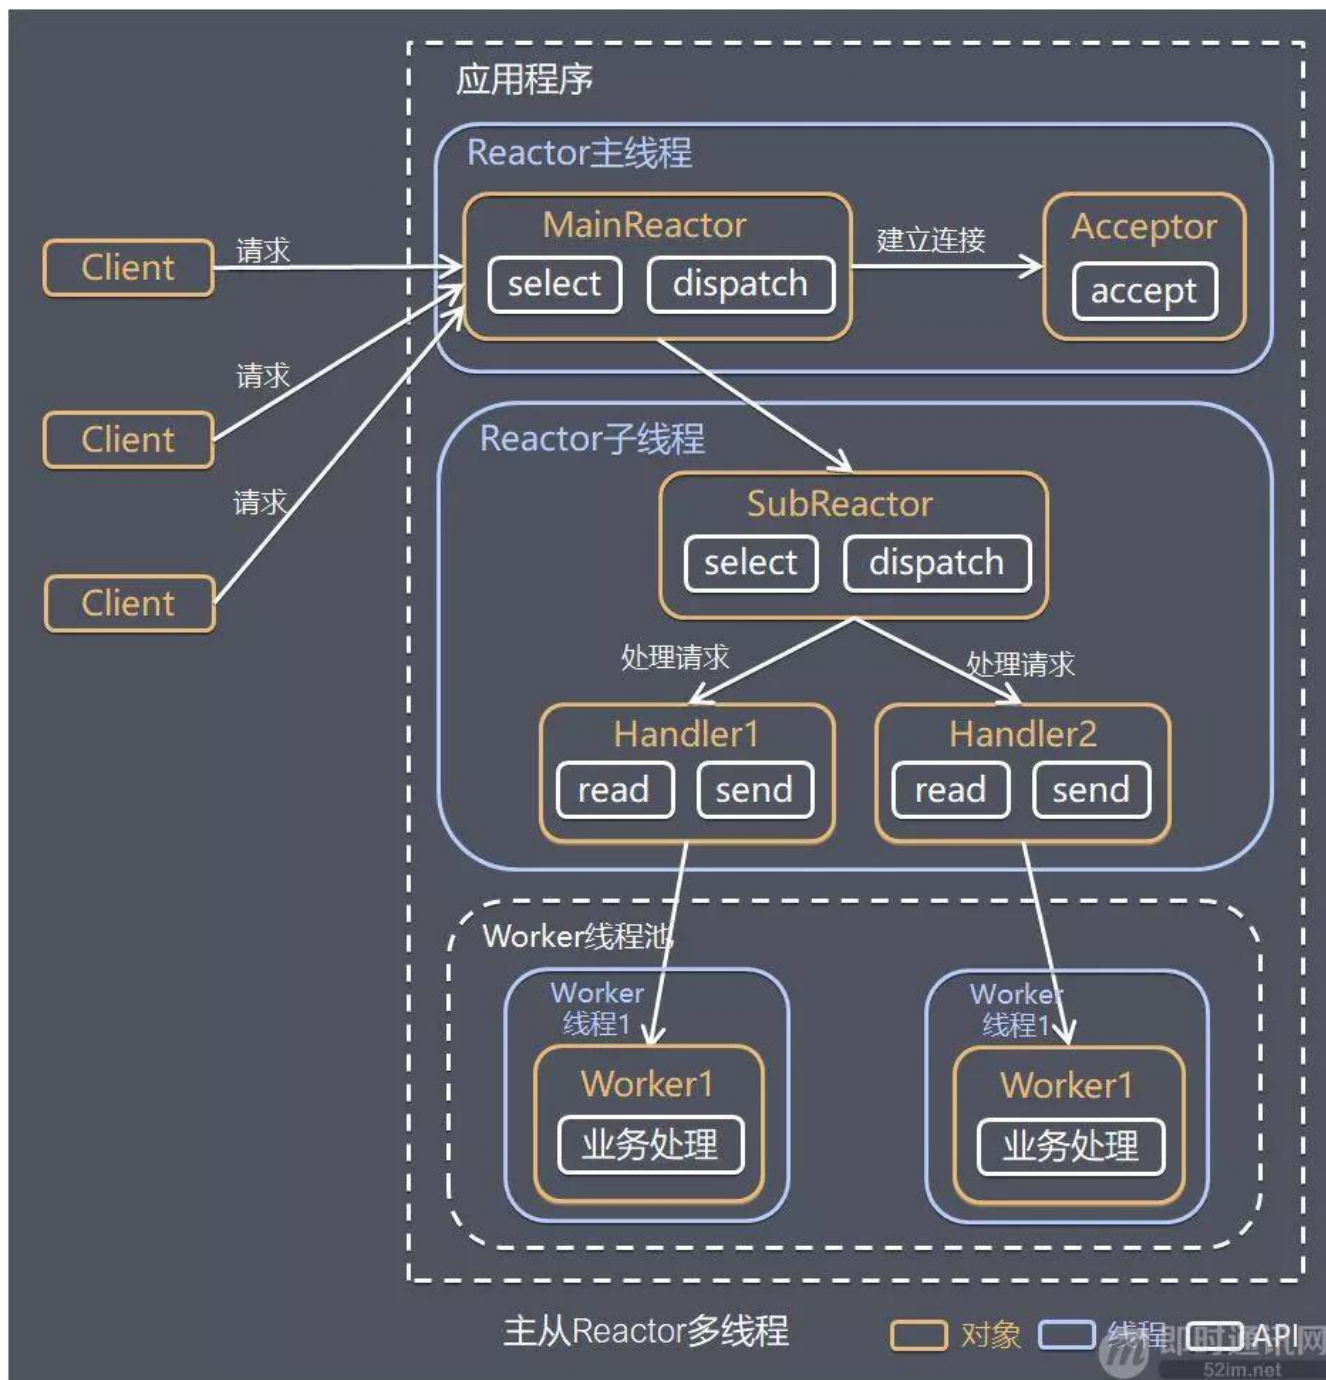 应用程序
Reactor主线程
MainReactor
select
dispatch
建立连接
Acceptor
accept
Client
请求
Client
请求
Client
请求
Reactor子线程
SubReactor
select
dispatch
处理请求
处理请求
Handler1
read
send
Handler2
read
send
Worker线程池
Worker
线程1
Worker1
业务处理
Worker
线程1
Worker1
业务处理
主从Reactor多线程
对象
线程
API
即时通讯网
52im.net